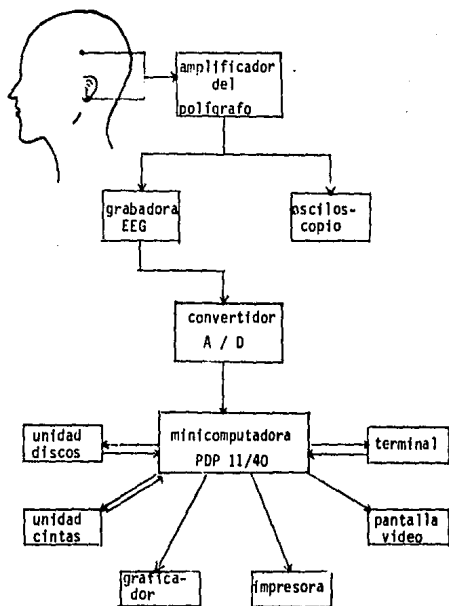 amplificador
del
polígrafo
grabadora
EEG
oscilos-
copio
convertidor
A / D
minicomputadora
PDP 11/40
unidad
discos
terminal
unidad
cintas
pantalla
video
grafica-
dor
impresora